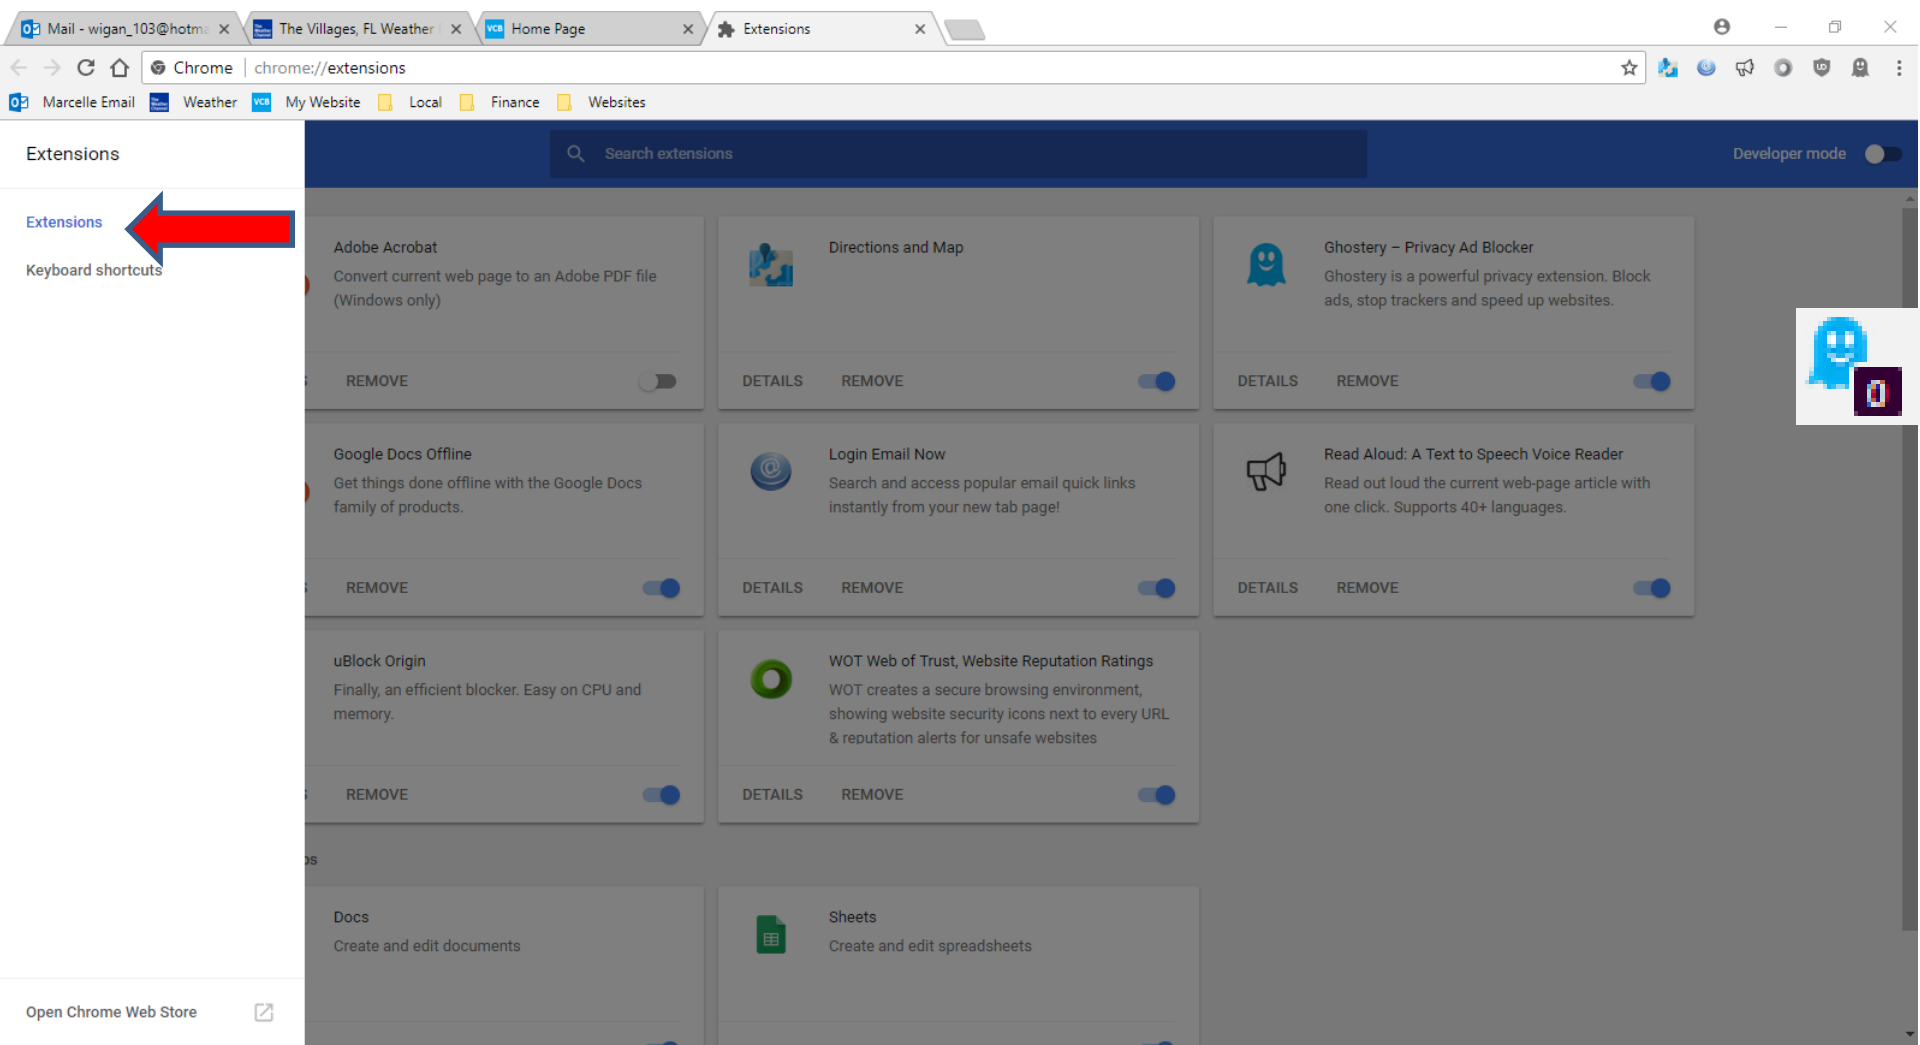 Mail - wigan_103@hotma
The Villages, FL Weather
VCB Home Page
Extensions
Chrome chrome://extensions
Marcelle Email
Weather
VCB My Website
Local
Finance
Websites
Extensions
Search extensions
Developer mode
Extensions
Keyboard shortcuts
Adobe Acrobat
Convert current web page to an Adobe PDF file
(Windows only)
REMOVE
Directions and Map
DETAILS REMOVE
Ghostery – Privacy Ad Blocker
Ghostery is a powerful privacy extension. Block
ads, stop trackers and speed up websites.
DETAILS REMOVE
0
Google Docs Offline
Get things done offline with the Google Docs
family of products.
REMOVE
Login Email Now
Search and access popular email quick links
instantly from your new tab page!
DETAILS REMOVE
Read Aloud: A Text to Speech Voice Reader
Read out loud the current web-page article with
one click. Supports 40+ languages.
DETAILS REMOVE
uBlock Origin
Finally, an efficient blocker. Easy on CPU and
memory.
REMOVE
WOT Web of Trust, Website Reputation Ratings
WOT creates a secure browsing environment,
showing website security icons next to every URL
& reputation alerts for unsafe websites
DETAILS REMOVE
Docs
Create and edit documents
Sheets
Create and edit spreadsheets
Open Chrome Web Store